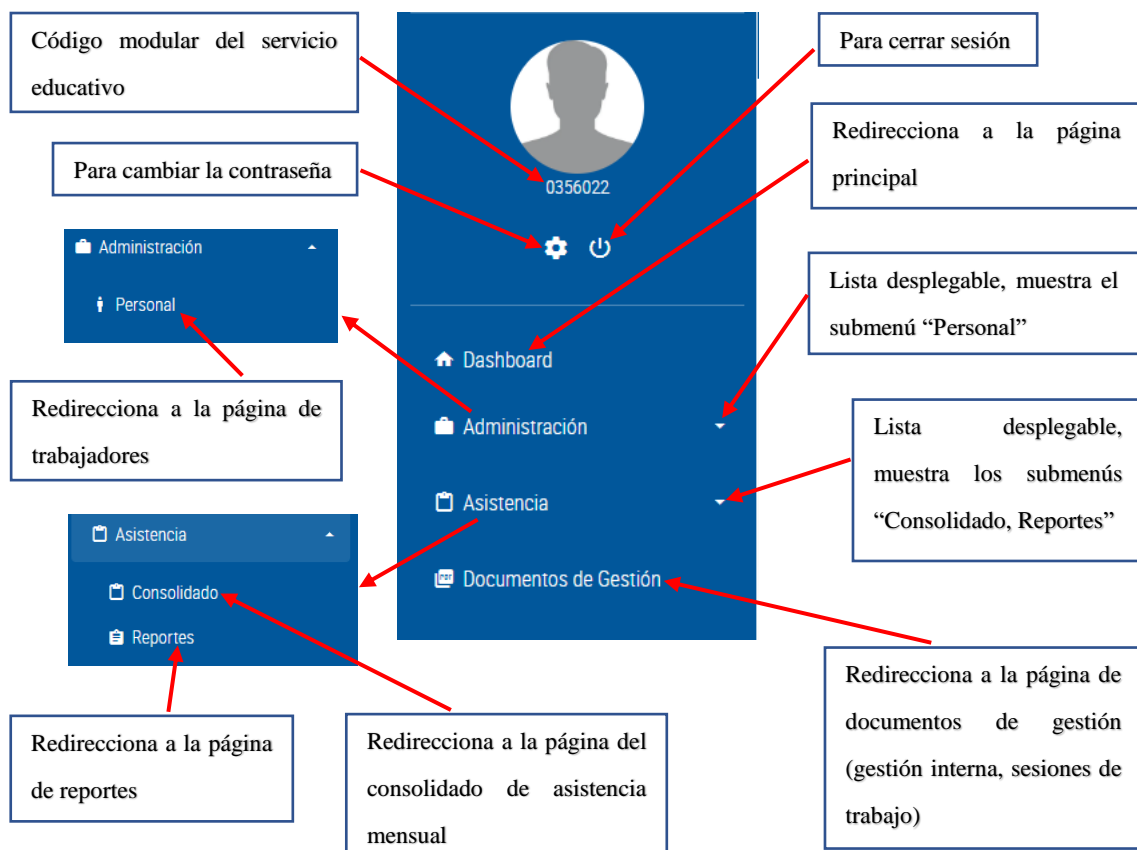 Código modular del servicio
educativo
Para cerrar sesión
Redirecciona a la página
principal
Para cambiar la contraseña
0356022
Administración
Personal
Lista desplegable, muestra el
submenú “Personal”
Dashboard
Redirecciona a la página de
trabajadores
Administración
Lista desplegable,
muestra los submenús
“Consolidado, Reportes”
Asistencia
Asistencia
Consolidado
Reportes
PDF
Documentos de Gestión
Redirecciona a la página de
documentos de gestión
(gestión interna, sesiones de
trabajo)
Redirecciona a la página
de reportes
Redirecciona a la página del
consolidado de asistencia
mensual